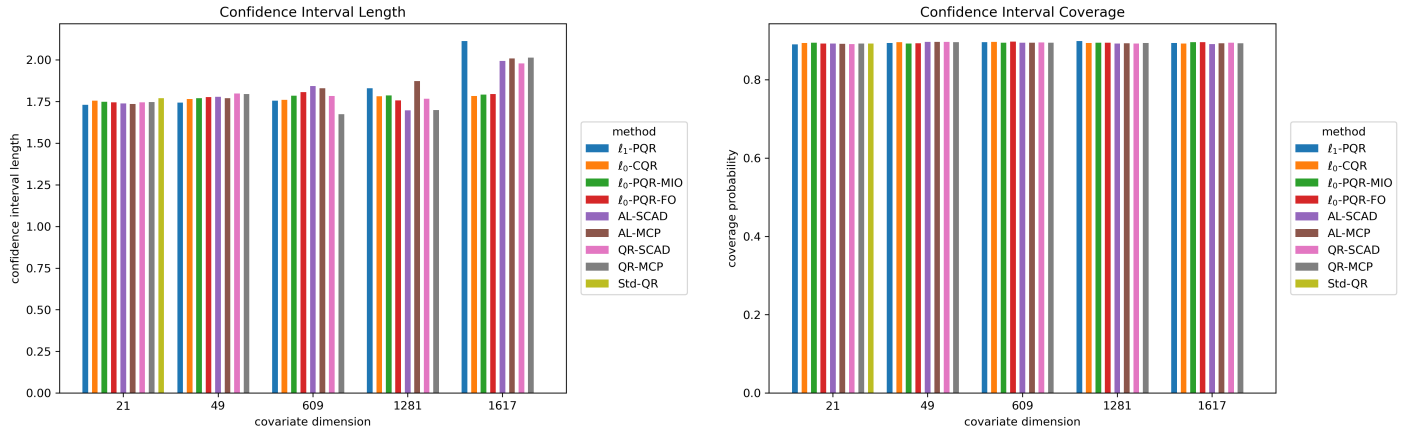 Confidence Interval Length
confidence interval length
2.00
1.75
1.50
1.25
1.00
0.75
0.50
0.25
0.00
21 49 609 1281 1617
covariate dimension
method
ℓ₁-PQR
ℓ₀-CQR
ℓ₀-PQR-MIO
ℓ₀-PQR-FO
AL-SCAD
AL-MCP
QR-SCAD
QR-MCP
Std-QR
Confidence Interval Coverage
coverage probability
0.8
0.6
0.4
0.2
0.0
21 49 609 1281 1617
covariate dimension
method
ℓ₁-PQR
ℓ₀-CQR
ℓ₀-PQR-MIO
ℓ₀-PQR-FO
AL-SCAD
AL-MCP
QR-SCAD
QR-MCP
Std-QR